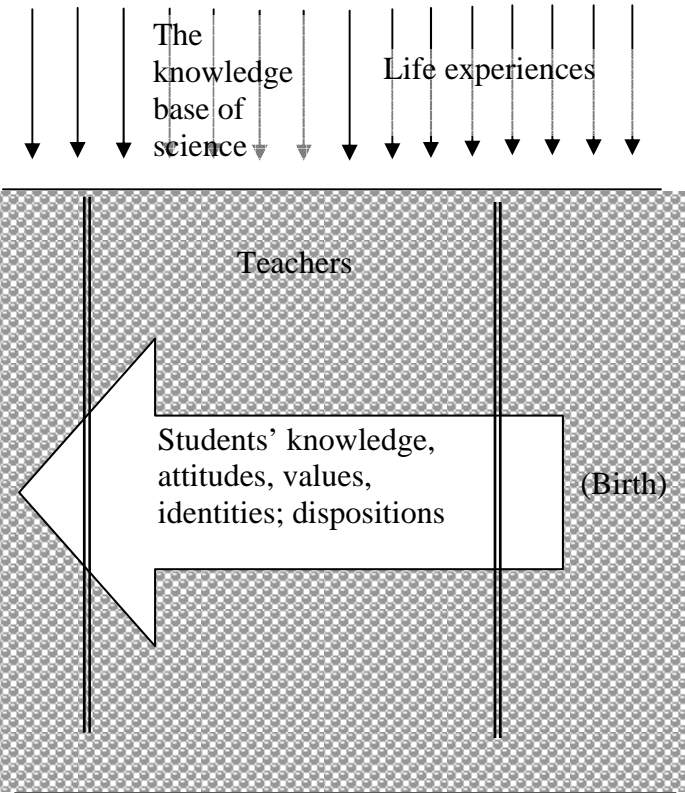 The
knowledge
base of
science
Life experiences
Teachers
Students’ knowledge,
attitudes, values,
identities; dispositions
(Birth)